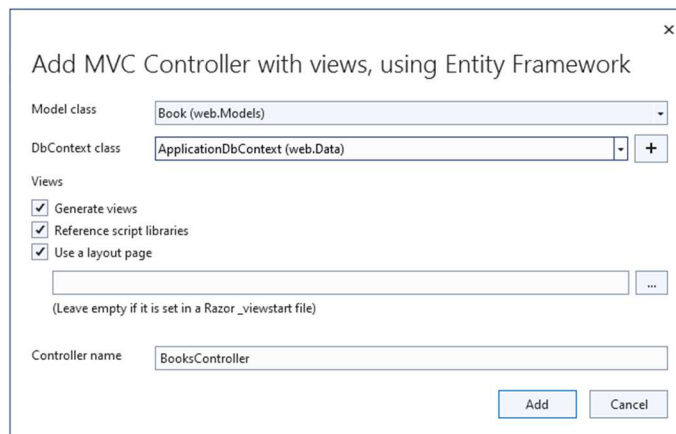 Add MVC Controller with views, using Entity Framework
Model class
Book (web.Models)
DbContext class
ApplicationDbContext (web.Data)
+
Views
Generate views
Reference script libraries
Use a layout page
...
(Leave empty if it is set in a Razor _viewstart file)
Controller name
BooksController
Add
Cancel